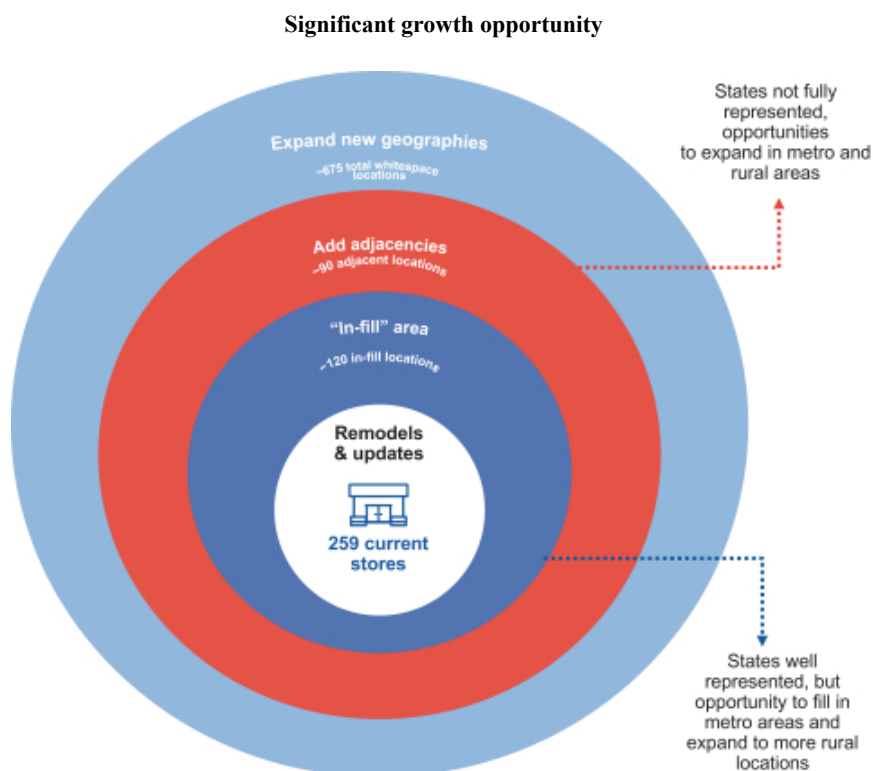 Significant growth opportunity
Expand new geographies
~675 total whitespace
locations
Add adjacencies
~90 adjacent locations
"In-fill" area
~120 in-fill locations
Remodels
& updates
259 current
stores
States not fully
represented,
opportunities
to expand in metro and
rural areas
States well
represented, but
opportunity to fill in
metro areas and
expand to more rural
locations